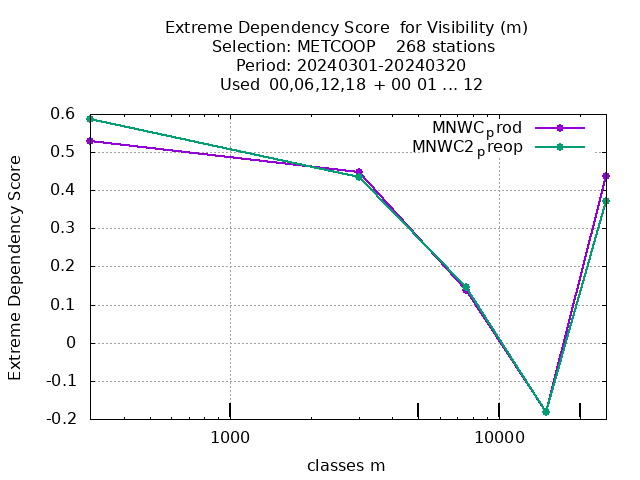 Extreme Dependency Score  for Visibility (m)
Selection: METCOOP    268 stations
Period: 20240301-20240320
Used  00,06,12,18 + 00 01 ... 12
0.6
0.5
0.4
0.3
0.2
0.1
0
-0.1
-0.2
Extreme Dependency Score
MNWCprod
MNWC2preop
1000
10000
classes m